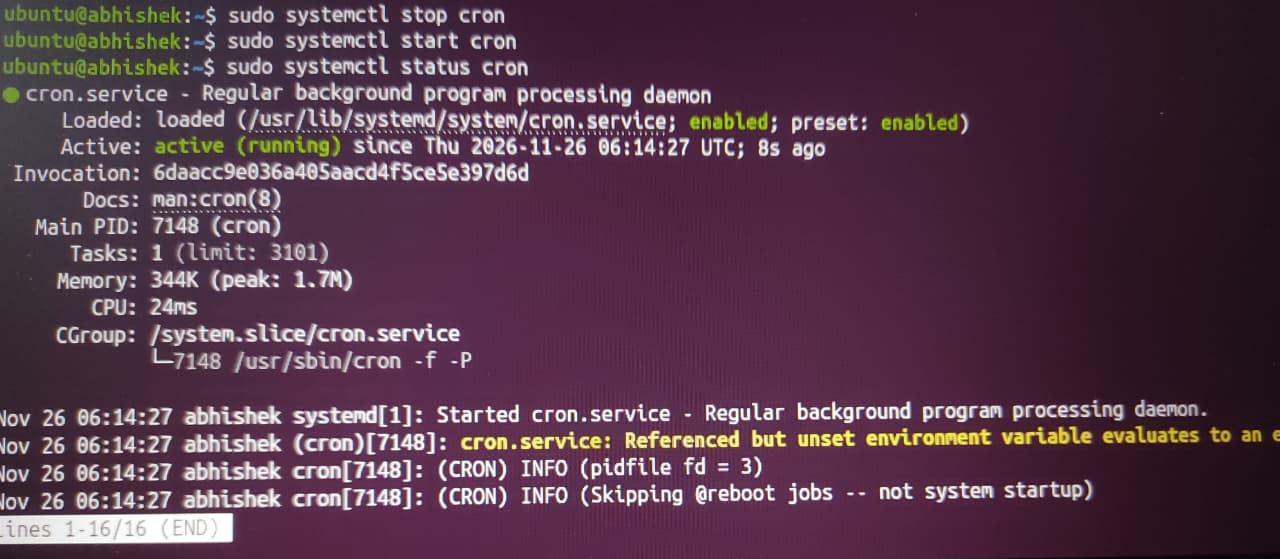 ubuntu@abhishek:~$ sudo systemctl stop cron
ubuntu@abhishek:~$ sudo systemctl start cron
ubuntu@abhishek:~$ sudo systemctl status cron
● cron.service - Regular background program processing daemon
Loaded: loaded (/usr/lib/systemd/system/cron.service; enabled; preset: enabled)
Active: active (running) since Thu 2026-11-26 06:14:27 UTC; 8s ago
Invocation: 6daacc9e036a405aacd4f5ce5e397d6d
Docs: man:cron(8)
Main PID: 7148 (cron)
Tasks: 1 (limit: 3101)
Memory: 344K (peak: 1.7M)
CPU: 24ms
CGroup: /system.slice/cron.service
└─7148 /usr/sbin/cron -f -P
Nov 26 06:14:27 abhishek systemd[1]: Started cron.service - Regular background program processing daemon.
Nov 26 06:14:27 abhishek (cron)[7148]: cron.service: Referenced but unset environment variable evaluates to an e
Nov 26 06:14:27 abhishek cron[7148]: (CRON) INFO (pidfile fd = 3)
Nov 26 06:14:27 abhishek cron[7148]: (CRON) INFO (Skipping @reboot jobs -- not system startup)
lines 1-16/16 (END)